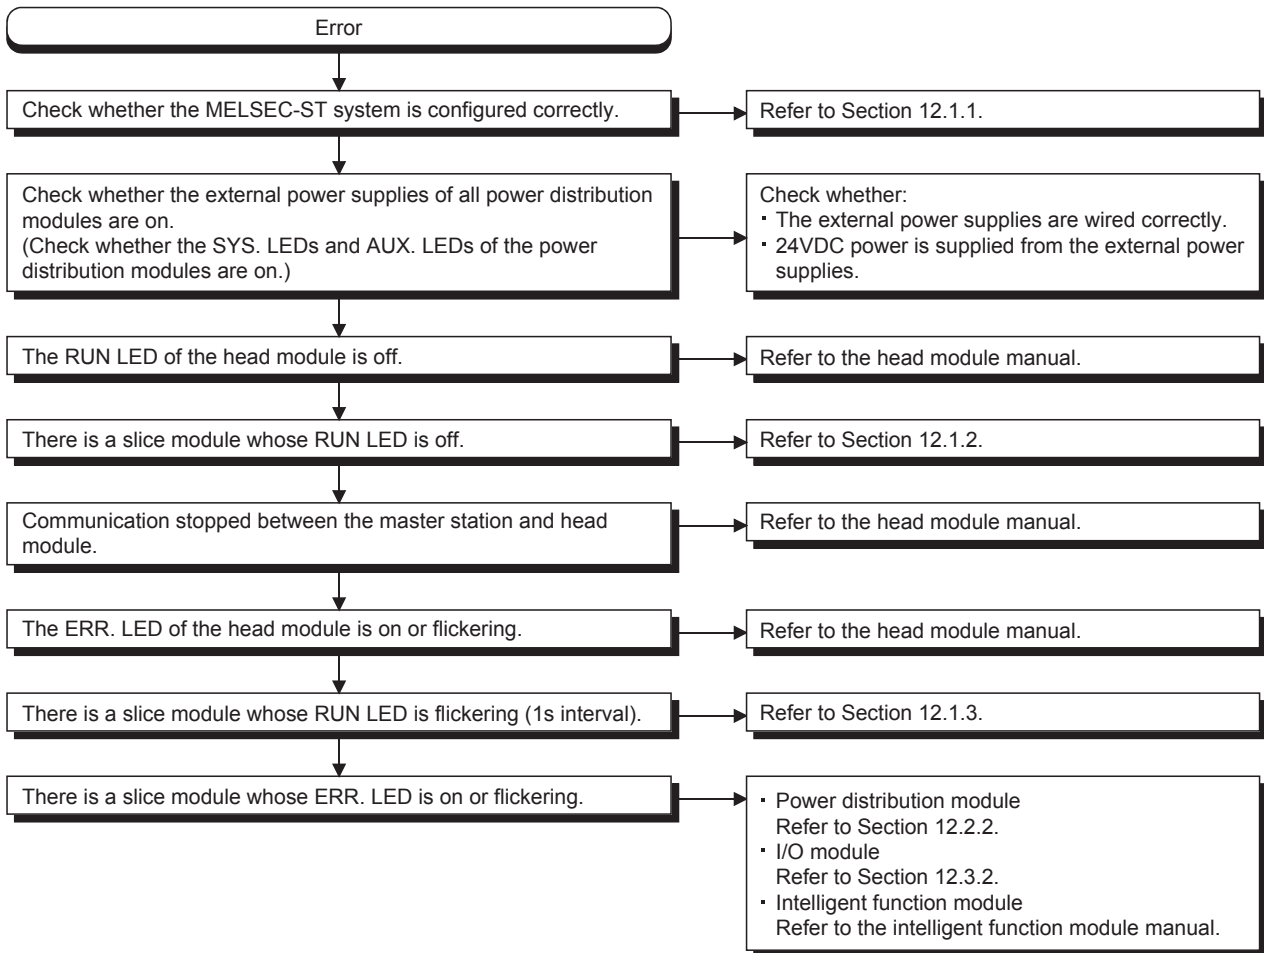 Error
Check whether the MELSEC-ST system is configured correctly.
Refer to Section 12.1.1.
Check whether the external power supplies of all power distribution
modules are on.
(Check whether the SYS. LEDs and AUX. LEDs of the power
distribution modules are on.)
Check whether:
· The external power supplies are wired correctly.
· 24VDC power is supplied from the external power
supplies.
The RUN LED of the head module is off.
Refer to the head module manual.
There is a slice module whose RUN LED is off.
Refer to Section 12.1.2.
Communication stopped between the master station and head
module.
Refer to the head module manual.
The ERR. LED of the head module is on or flickering.
Refer to the head module manual.
There is a slice module whose RUN LED is flickering (1s interval).
Refer to Section 12.1.3.
There is a slice module whose ERR. LED is on or flickering.
· Power distribution module
Refer to Section 12.2.2.
· I/O module
Refer to Section 12.3.2.
· Intelligent function module
Refer to the intelligent function module manual.